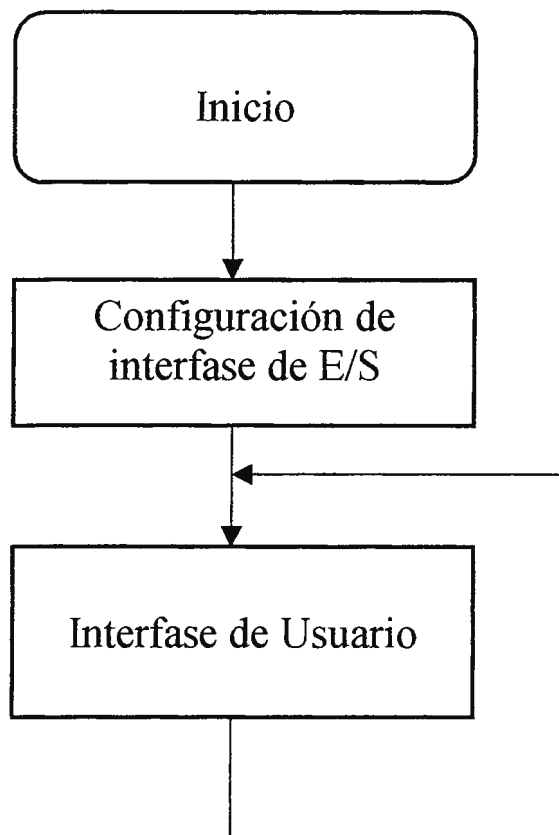 Inicio
Configuración de
interfase de E/S
Interfase de Usuario